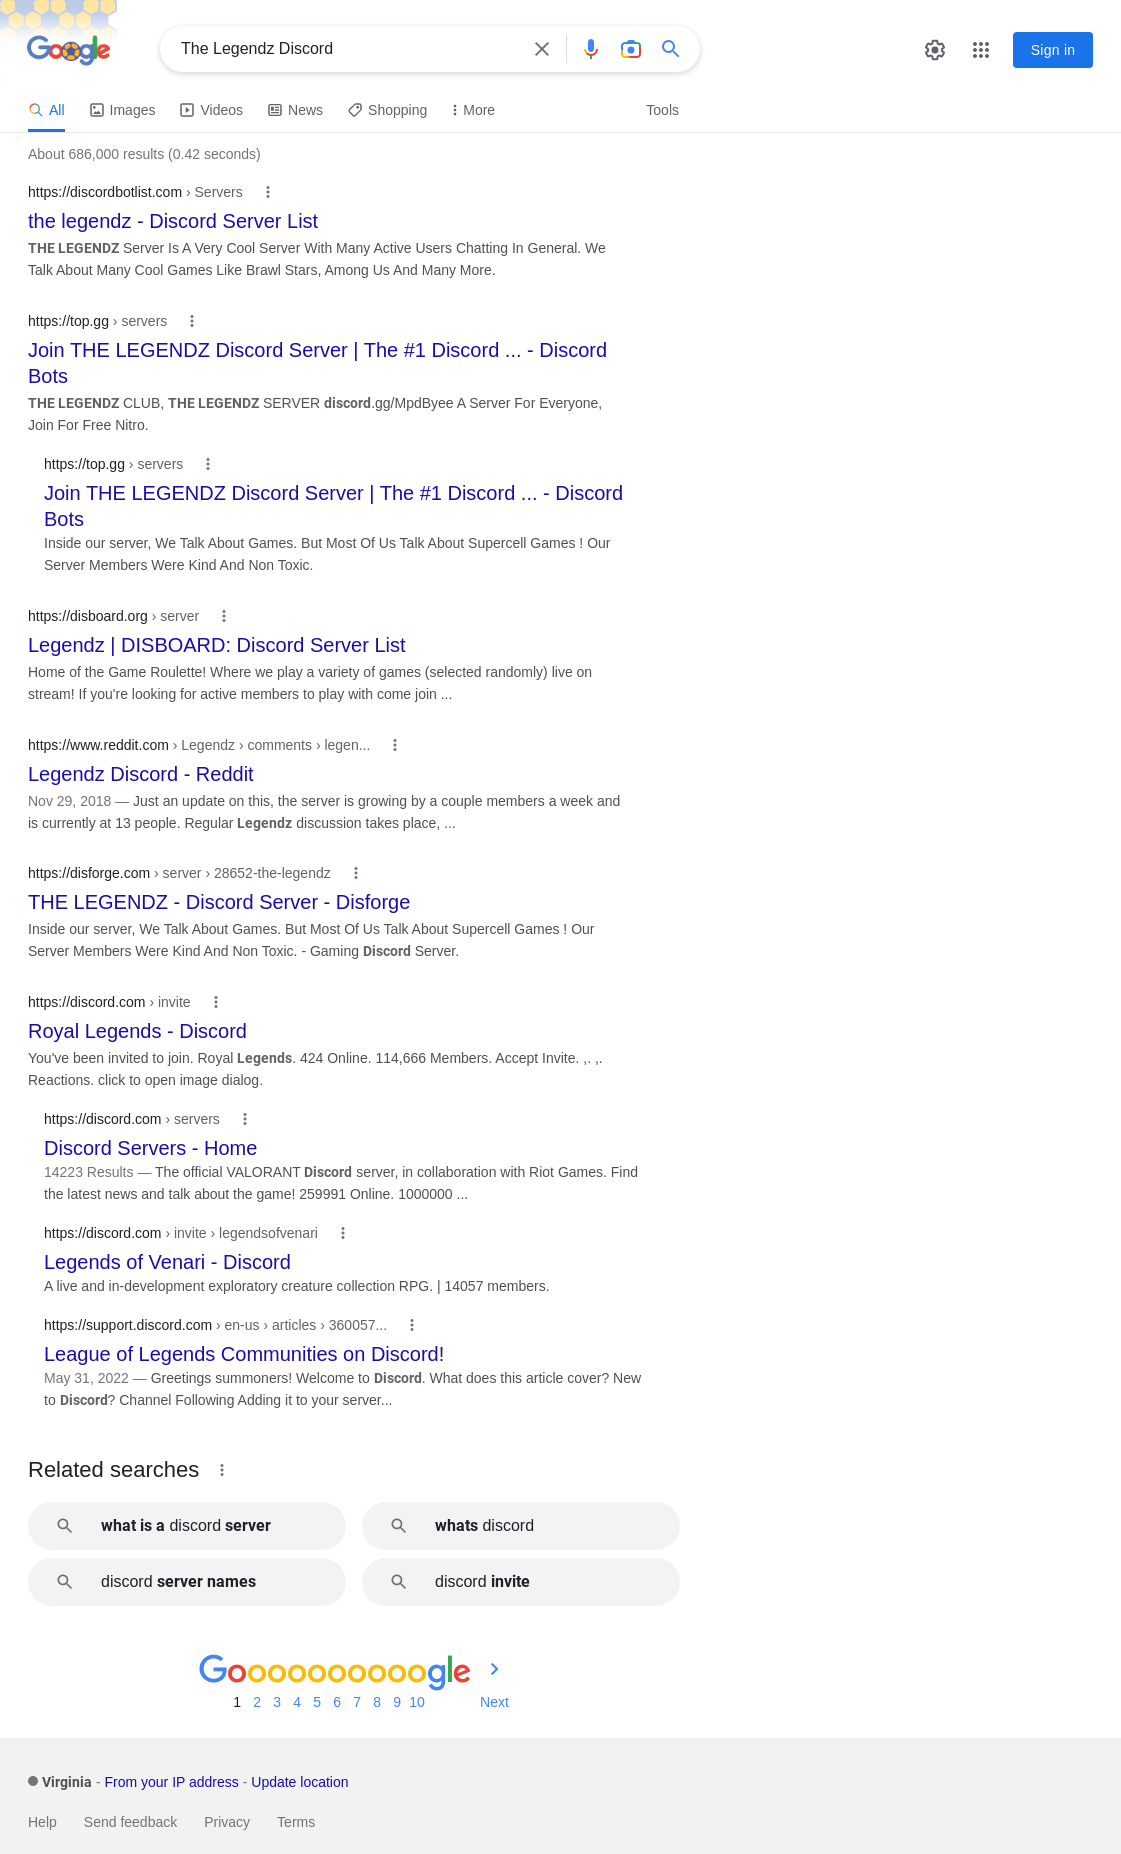 Google
The Legendz Discord
Sign in
All Images Videos News Shopping More Tools
About 686,000 results (0.42 seconds)
https://discordbotlist.com › Servers
the legendz - Discord Server List
THE LEGENDZ Server Is A Very Cool Server With Many Active Users Chatting In General. We
Talk About Many Cool Games Like Brawl Stars, Among Us And Many More.
https://top.gg › servers
Join THE LEGENDZ Discord Server | The #1 Discord ... - Discord
Bots
THE LEGENDZ CLUB, THE LEGENDZ SERVER discord.gg/MpdByee A Server For Everyone,
Join For Free Nitro.
https://top.gg › servers
Join THE LEGENDZ Discord Server | The #1 Discord ... - Discord
Bots
Inside our server, We Talk About Games. But Most Of Us Talk About Supercell Games ! Our
Server Members Were Kind And Non Toxic.
https://disboard.org › server
Legendz | DISBOARD: Discord Server List
Home of the Game Roulette! Where we play a variety of games (selected randomly) live on
stream! If you're looking for active members to play with come join ...
https://www.reddit.com › Legendz › comments › legen...
Legendz Discord - Reddit
Nov 29, 2018 — Just an update on this, the server is growing by a couple members a week and
is currently at 13 people. Regular Legendz discussion takes place, ...
https://disforge.com › server › 28652-the-legendz
THE LEGENDZ - Discord Server - Disforge
Inside our server, We Talk About Games. But Most Of Us Talk About Supercell Games ! Our
Server Members Were Kind And Non Toxic. - Gaming Discord Server.
https://discord.com › invite
Royal Legends - Discord
You've been invited to join. Royal Legends. 424 Online. 114,666 Members. Accept Invite. ,. ,.
Reactions. click to open image dialog.
https://discord.com › servers
Discord Servers - Home
14223 Results — The official VALORANT Discord server, in collaboration with Riot Games. Find
the latest news and talk about the game! 259991 Online. 1000000 ...
https://discord.com › invite › legendsofvenari
Legends of Venari - Discord
A live and in-development exploratory creature collection RPG. | 14057 members.
https://support.discord.com › en-us › articles › 360057...
League of Legends Communities on Discord!
May 31, 2022 — Greetings summoners! Welcome to Discord. What does this article cover? New
to Discord? Channel Following Adding it to your server...
Related searches
what is a discord server
whats discord
discord server names
discord invite
Goooooooooogle
1 2 3 4 5 6 7 8 9 10 Next
Virginia - From your IP address - Update location
Help Send feedback Privacy Terms